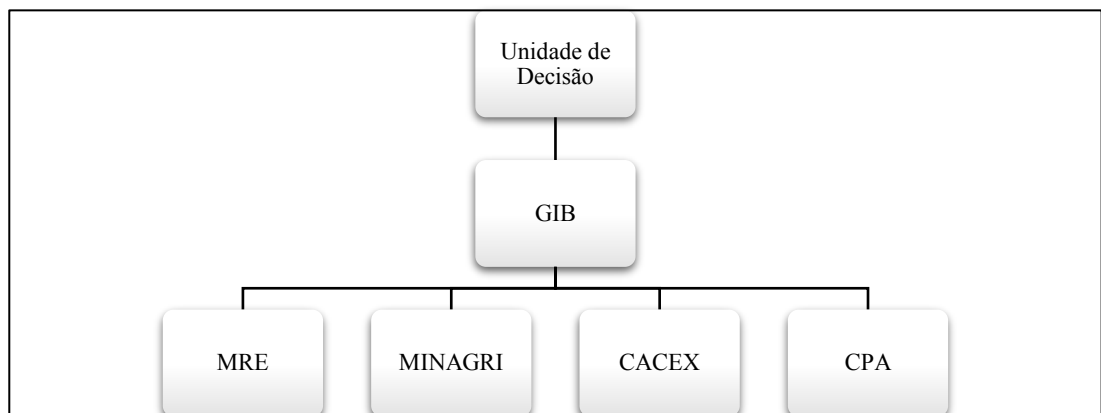 Unidade de
Decisão
GIB
MRE
MINAGRI
CACEX
CPA